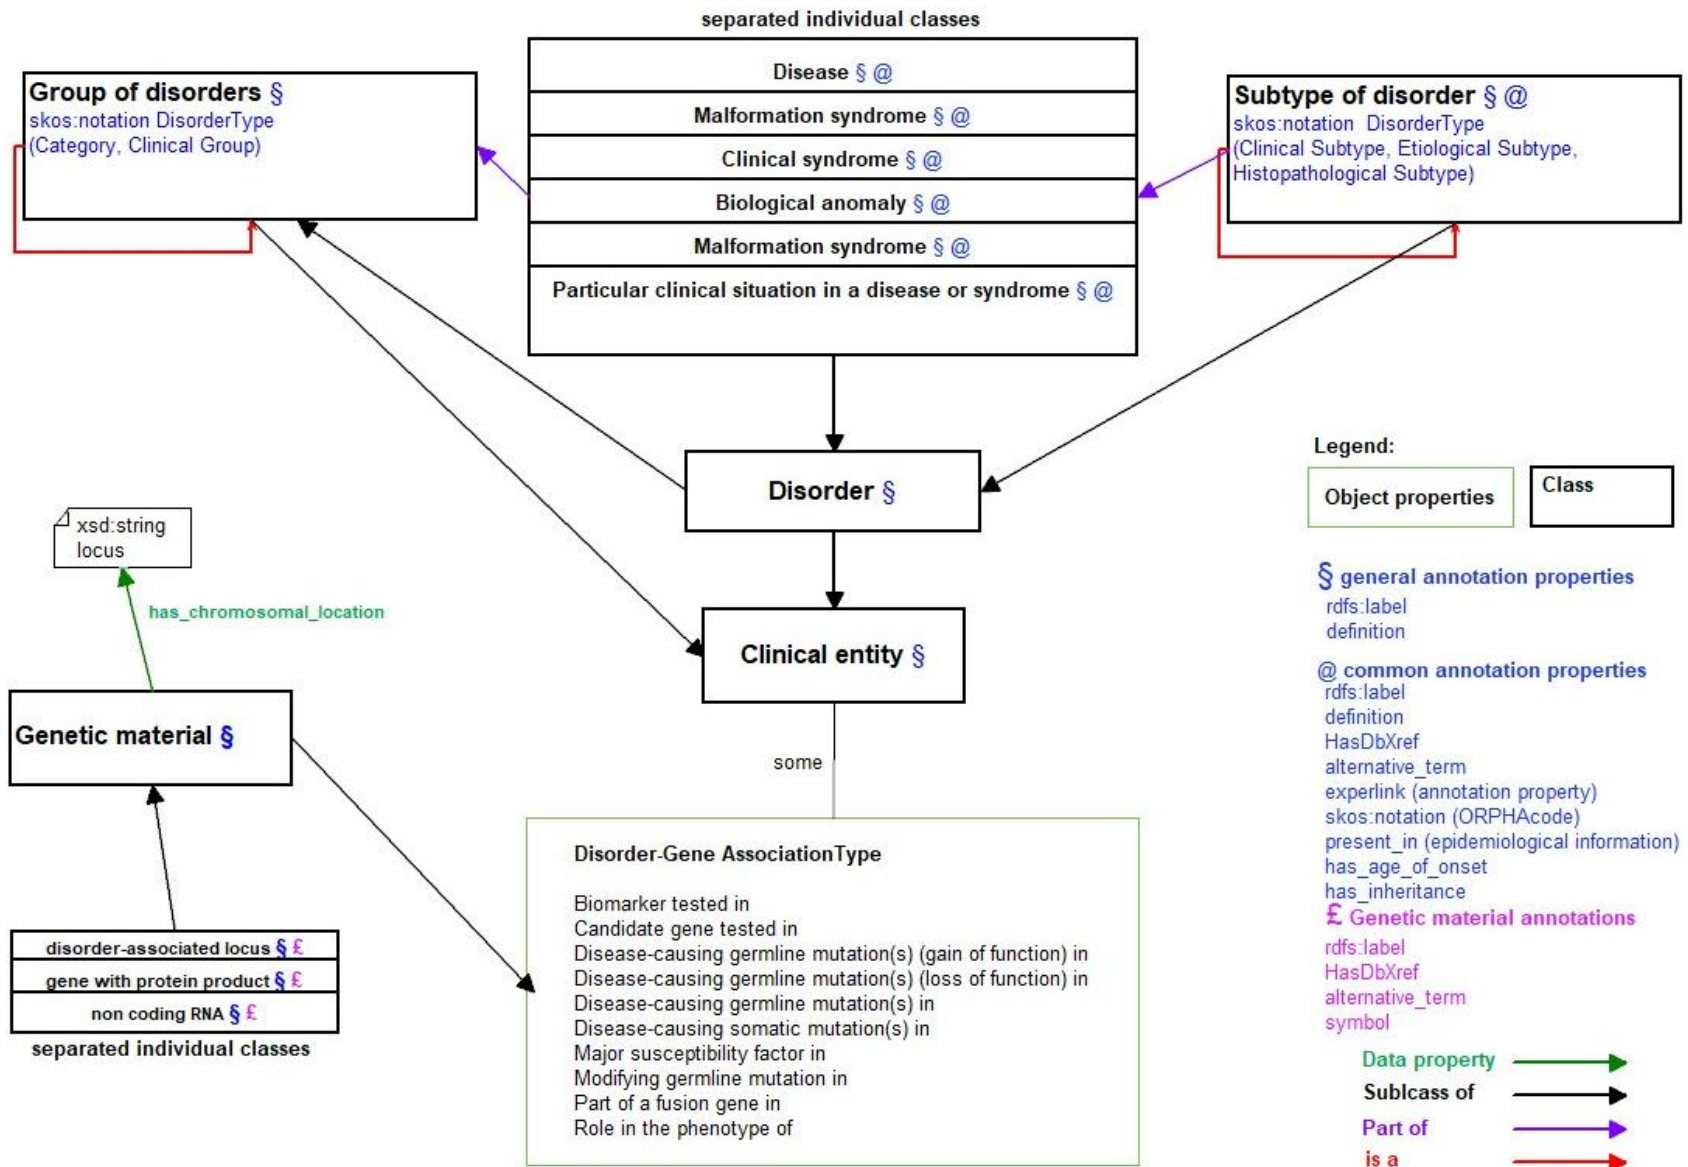 separated individual classes
Group of disorders §
skos:notation DisorderType
(Category, Clinical Group)
Disease § @
Malformation syndrome § @
Clinical syndrome § @
Biological anomaly § @
Malformation syndrome § @
Particular clinical situation in a disease or syndrome § @
Subtype of disorder § @
skos:notation DisorderType
(Clinical Subtype, Etiological Subtype,
Histopathological Subtype)
Disorder §
Clinical entity §
some
xsd:string
locus
has_chromosomal_location
Genetic material §
disorder-associated locus § £
gene with protein product § £
non coding RNA § £
separated individual classes
Disorder-Gene AssociationType
Biomarker tested in
Candidate gene tested in
Disease-causing germline mutation(s) (gain of function) in
Disease-causing germline mutation(s) (loss of function) in
Disease-causing germline mutation(s) in
Disease-causing somatic mutation(s) in
Major susceptibility factor in
Modifying germline mutation in
Part of a fusion gene in
Role in the phenotype of
Legend:
Object properties
Class
§ general annotation properties
rdfs:label
definition
@ common annotation properties
rdfs:label
definition
HasDbXref
alternative_term
experlink (annotation property)
skos:notation (ORPHAcode)
present_in (epidemiological information)
has_age_of_onset
has_inheritance
£ Genetic material annotations
rdfs:label
HasDbXref
alternative_term
symbol
Data property
Sublcass of
Part of
is a